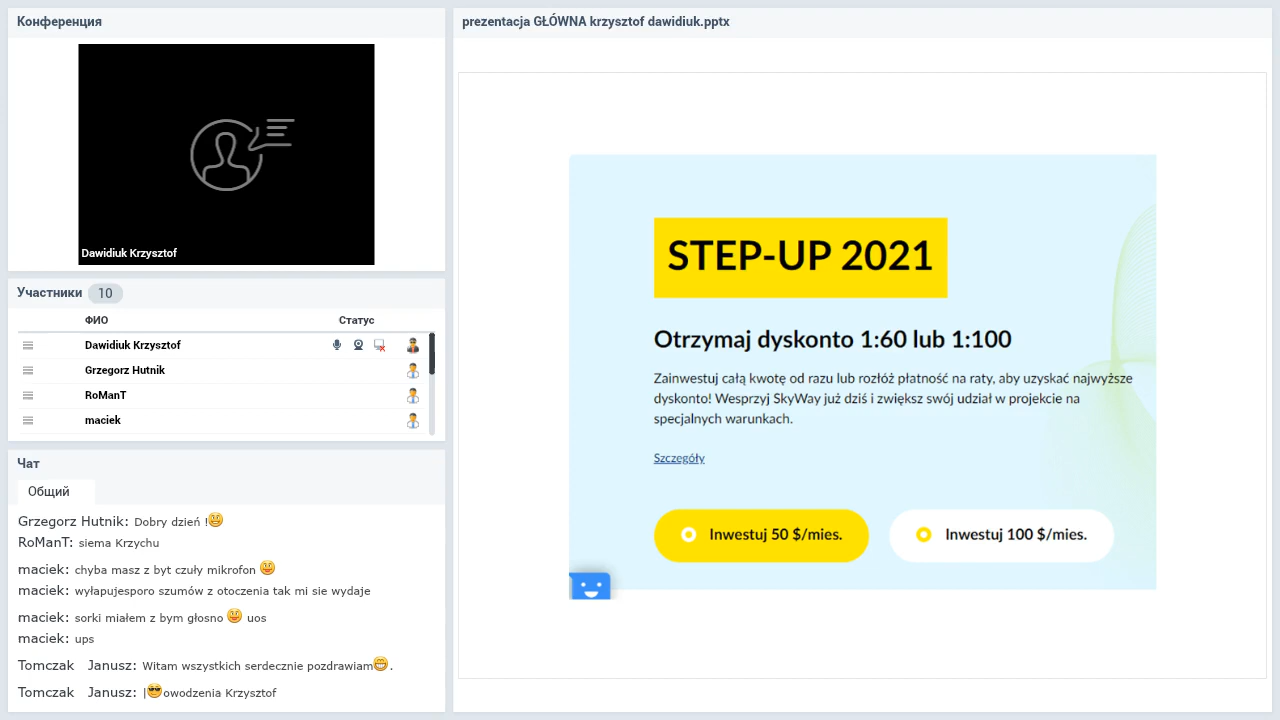 Конференция
Dawidiuk Krzysztof
Участники 10
ФИО Статус
Dawidiuk Krzysztof
Grzegorz Hutnik
RoManT
maciek
Чат
Общий
Grzegorz Hutnik: Dobry dzień !
RoManT: siema Krzychu
maciek: chyba masz z byt czuły mikrofon
maciek: wyłapujesporo szumów z otoczenia tak mi sie wydaje
maciek: sorki miałem z bym głosno uos
maciek: ups
Tomczak Janusz: Witam wszystkich serdecznie pozdrawiam .
Tomczak Janusz: | owodzenia Krzysztof
prezentacja GŁÓWNA krzysztof dawidiuk.pptx
STEP-UP 2021
Otrzymaj dyskonto 1:60 lub 1:100
Zainwestuj całą kwotę od razu lub rozłóż płatność na raty, aby uzyskać najwyższe
dyskonto! Wesprzyj SkyWay już dziś i zwiększ swój udział w projekcie na
specjalnych warunkach.
Szczegóły
Inwestuj 50 $/mies.
Inwestuj 100 $/mies.